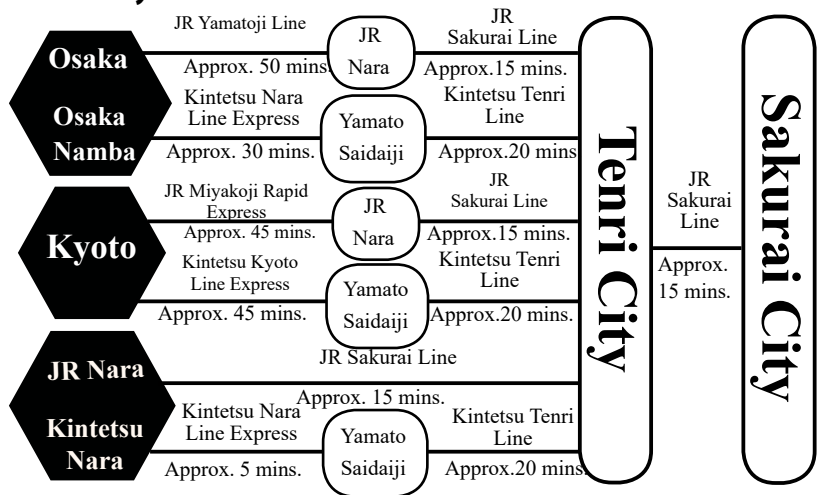 JR Yamatoji Line
JR
Sakurai Line
Osaka
JR
Nara
Approx. 50 mins.
Approx.15 mins.
Kintetsu Nara
Line Express
Kintetsu Tenri
Line
Osaka
Namba
Yamato
Saidaiji
Approx. 30 mins.
Approx.20 mins
JR Miyakoji Rapid
Express
JR
Sakurai Line
JR
Nara
Approx. 45 mins.
Approx.15 mins.
Kyoto
Kintetsu Kyoto
Line Express
Kintetsu Tenri
Line
Yamato
Saidaiji
Approx. 45 mins.
Approx.20 mins.
JR Sakurai Line
JR Nara
Approx. 15 mins.
Kintetsu Nara
Line Express
Kintetsu Tenri
Line
Kintetsu
Nara
Yamato
Saidaiji
Approx. 5 mins.
Approx.20 mins.
Tenri City
JR
Sakurai
Line
Approx.
15 mins.
Sakurai City